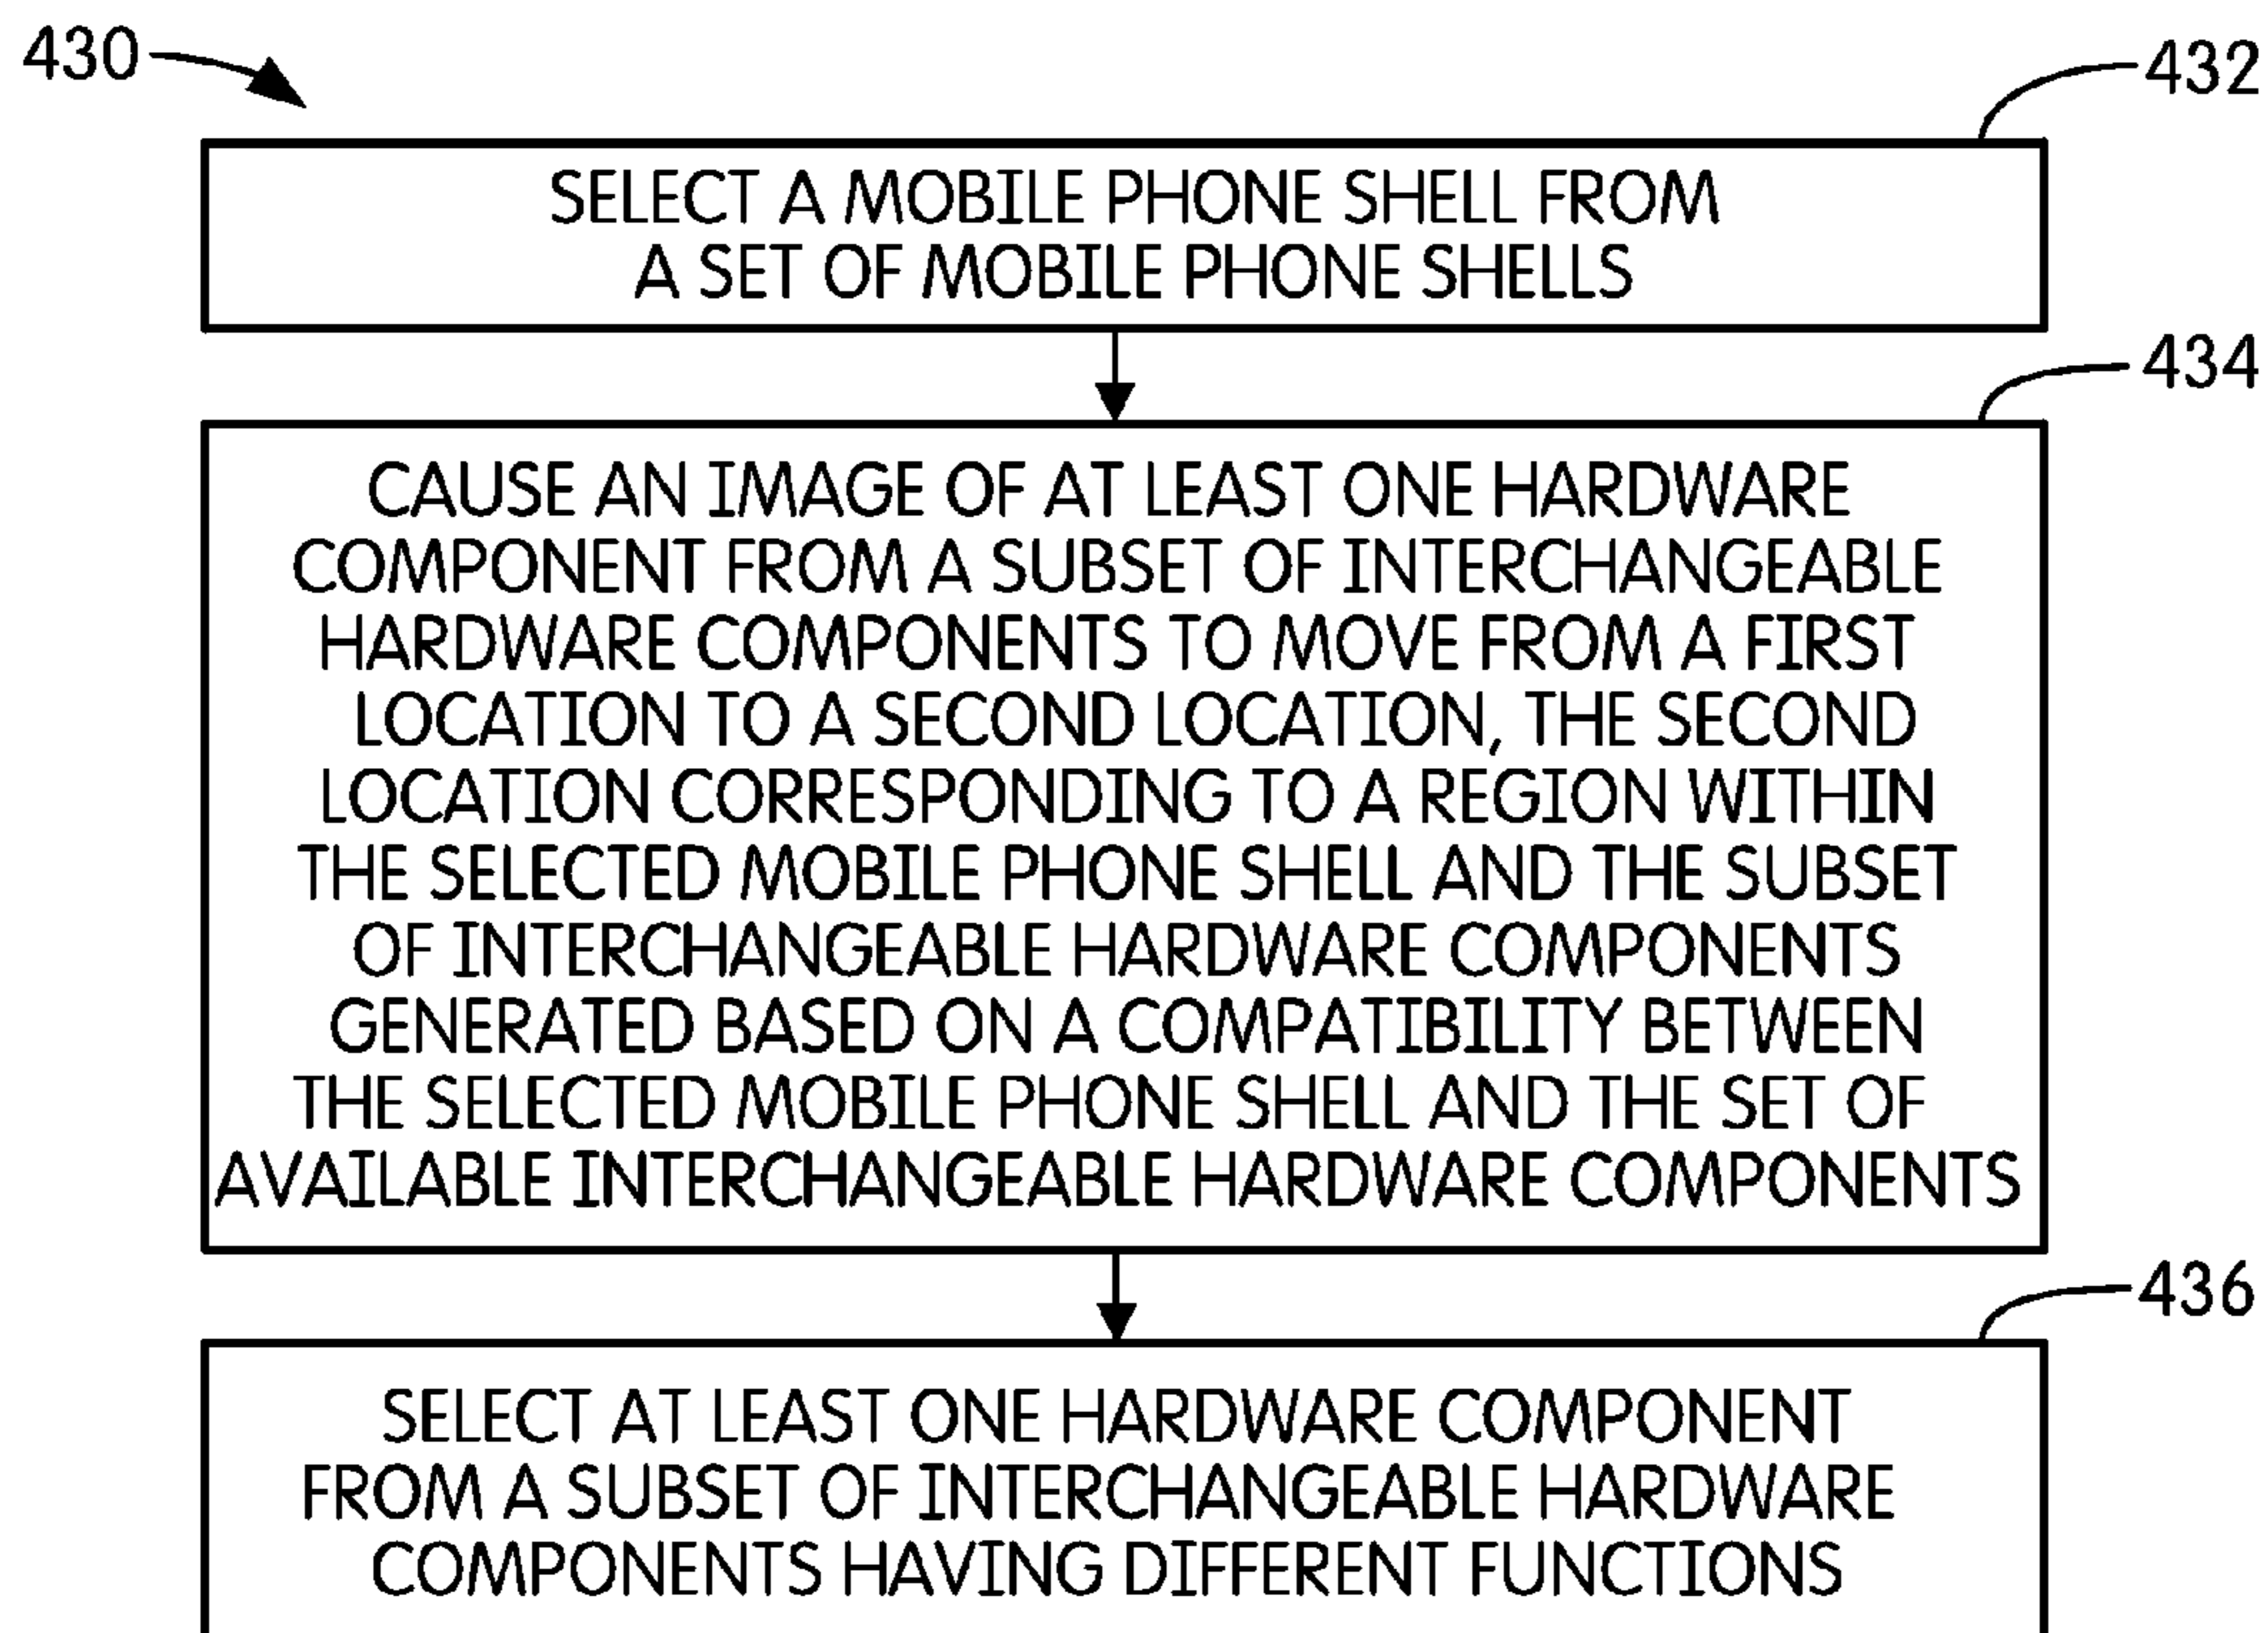 430
432
SELECT A MOBILE PHONE SHELL FROM
A SET OF MOBILE PHONE SHELLS
434
CAUSE AN IMAGE OF AT LEAST ONE HARDWARE
COMPONENT FROM A SUBSET OF INTERCHANGEABLE
HARDWARE COMPONENTS TO MOVE FROM A FIRST
LOCATION TO A SECOND LOCATION, THE SECOND
LOCATION CORRESPONDING TO A REGION WITHIN
THE SELECTED MOBILE PHONE SHELL AND THE SUBSET
OF INTERCHANGEABLE HARDWARE COMPONENTS
GENERATED BASED ON A COMPATIBILITY BETWEEN
THE SELECTED MOBILE PHONE SHELL AND THE SET OF
AVAILABLE INTERCHANGEABLE HARDWARE COMPONENTS
436
SELECT AT LEAST ONE HARDWARE COMPONENT
FROM A SUBSET OF INTERCHANGEABLE HARDWARE
COMPONENTS HAVING DIFFERENT FUNCTIONS